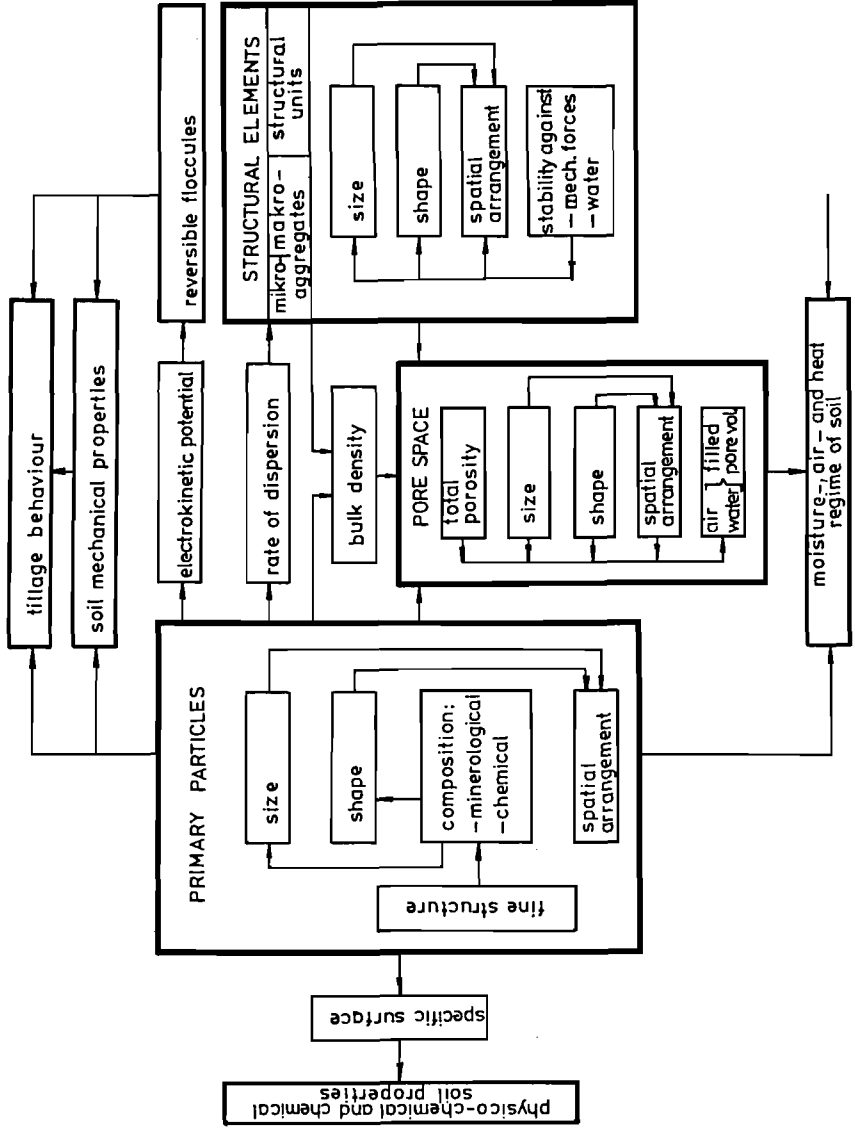 tillage behaviour
soil mechanical properties
electrokinetic potential
reversible floccules
rate of dispersion
bulk density
PRIMARY PARTICLES
size
shape
composition:
-minerological
-chemical
fine structure
spatial
arrangement
specific surface
physico-chemical and chemical
soil properties
STRUCTURAL ELEMENTS
mikro-
makro-
aggregates
structural
units
size
shape
spatial
arrangement
stability against
-mech. forces
-water
PORE SPACE
total
porosity
size
shape
spatial
arrangement
air } filled
water } pore vol.
moisture-, air- and heat
regime of soil